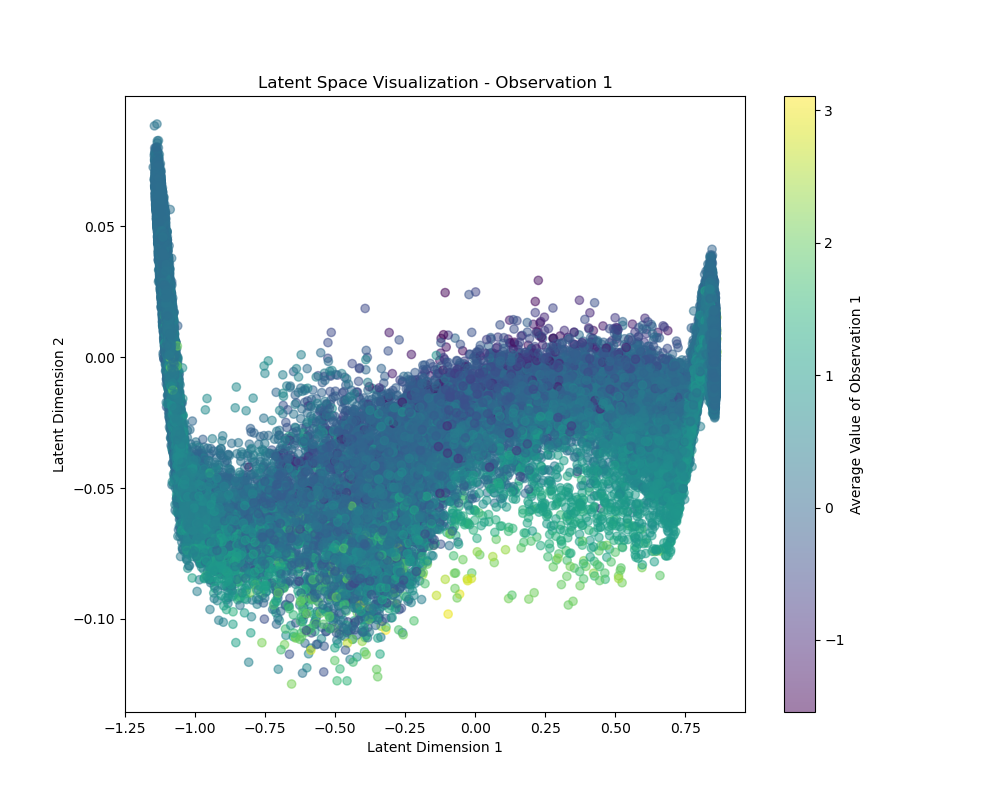 Latent Space Visualization - Observation 1
0.05
0.00
−0.05
−0.10
Latent Dimension 2
−1.25 −1.00 −0.75 −0.50 −0.25 0.00 0.25 0.50 0.75
Latent Dimension 1
3
2
1
0
−1
Average Value of Observation 1